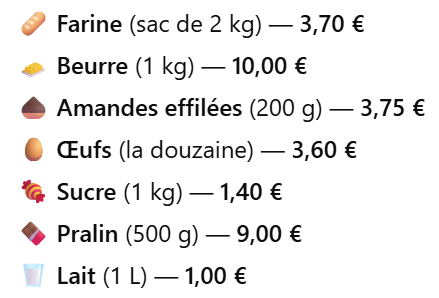 Farine (sac de 2 kg) — 3,70 €
Beurre (1 kg) — 10,00 €
Amandes effilées (200 g) — 3,75 €
Œufs (la douzaine) — 3,60 €
Sucre (1 kg) — 1,40 €
Pralin (500 g) — 9,00 €
Lait (1 L) — 1,00 €